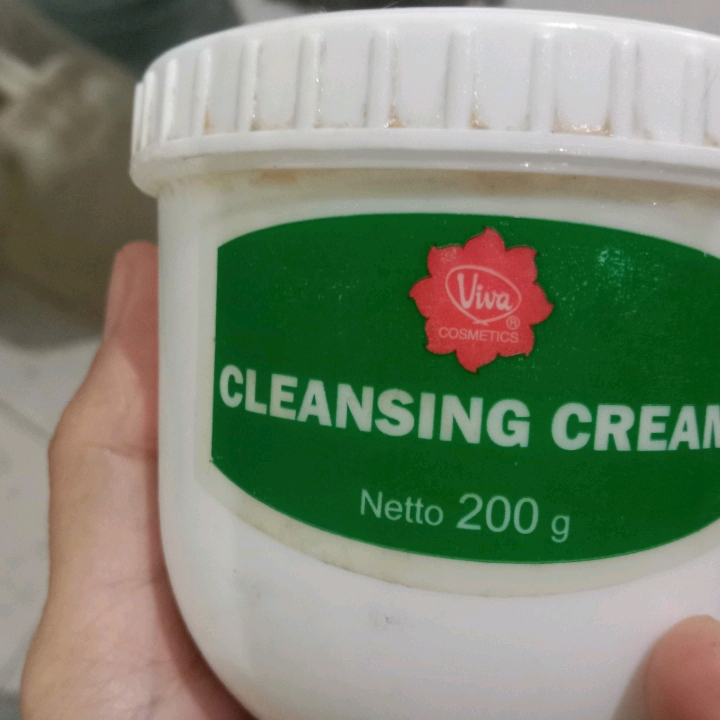 Viva
®
COSMETICS
CLEANSING CREAM
Netto 200 g